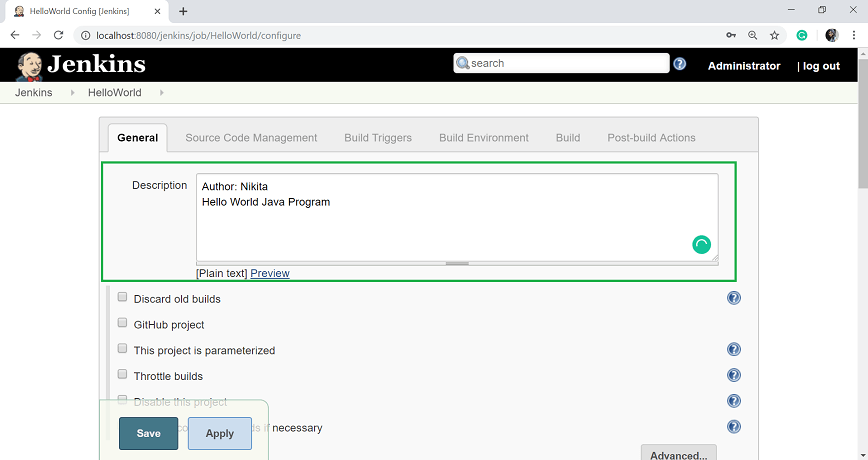 HelloWorld Config [Jenkins]
localhost:8080/jenkins/job/HelloWorld/configure
Jenkins
search
Administrator
| log out
Jenkins
HelloWorld
General
Source Code Management
Build Triggers
Build Environment
Build
Post-build Actions
Description
Author: Nikita
Hello World Java Program
[Plain text] Preview
Discard old builds
GitHub project
This project is parameterized
Throttle builds
Disable this project
if necessary
Save
Apply
Advanced...